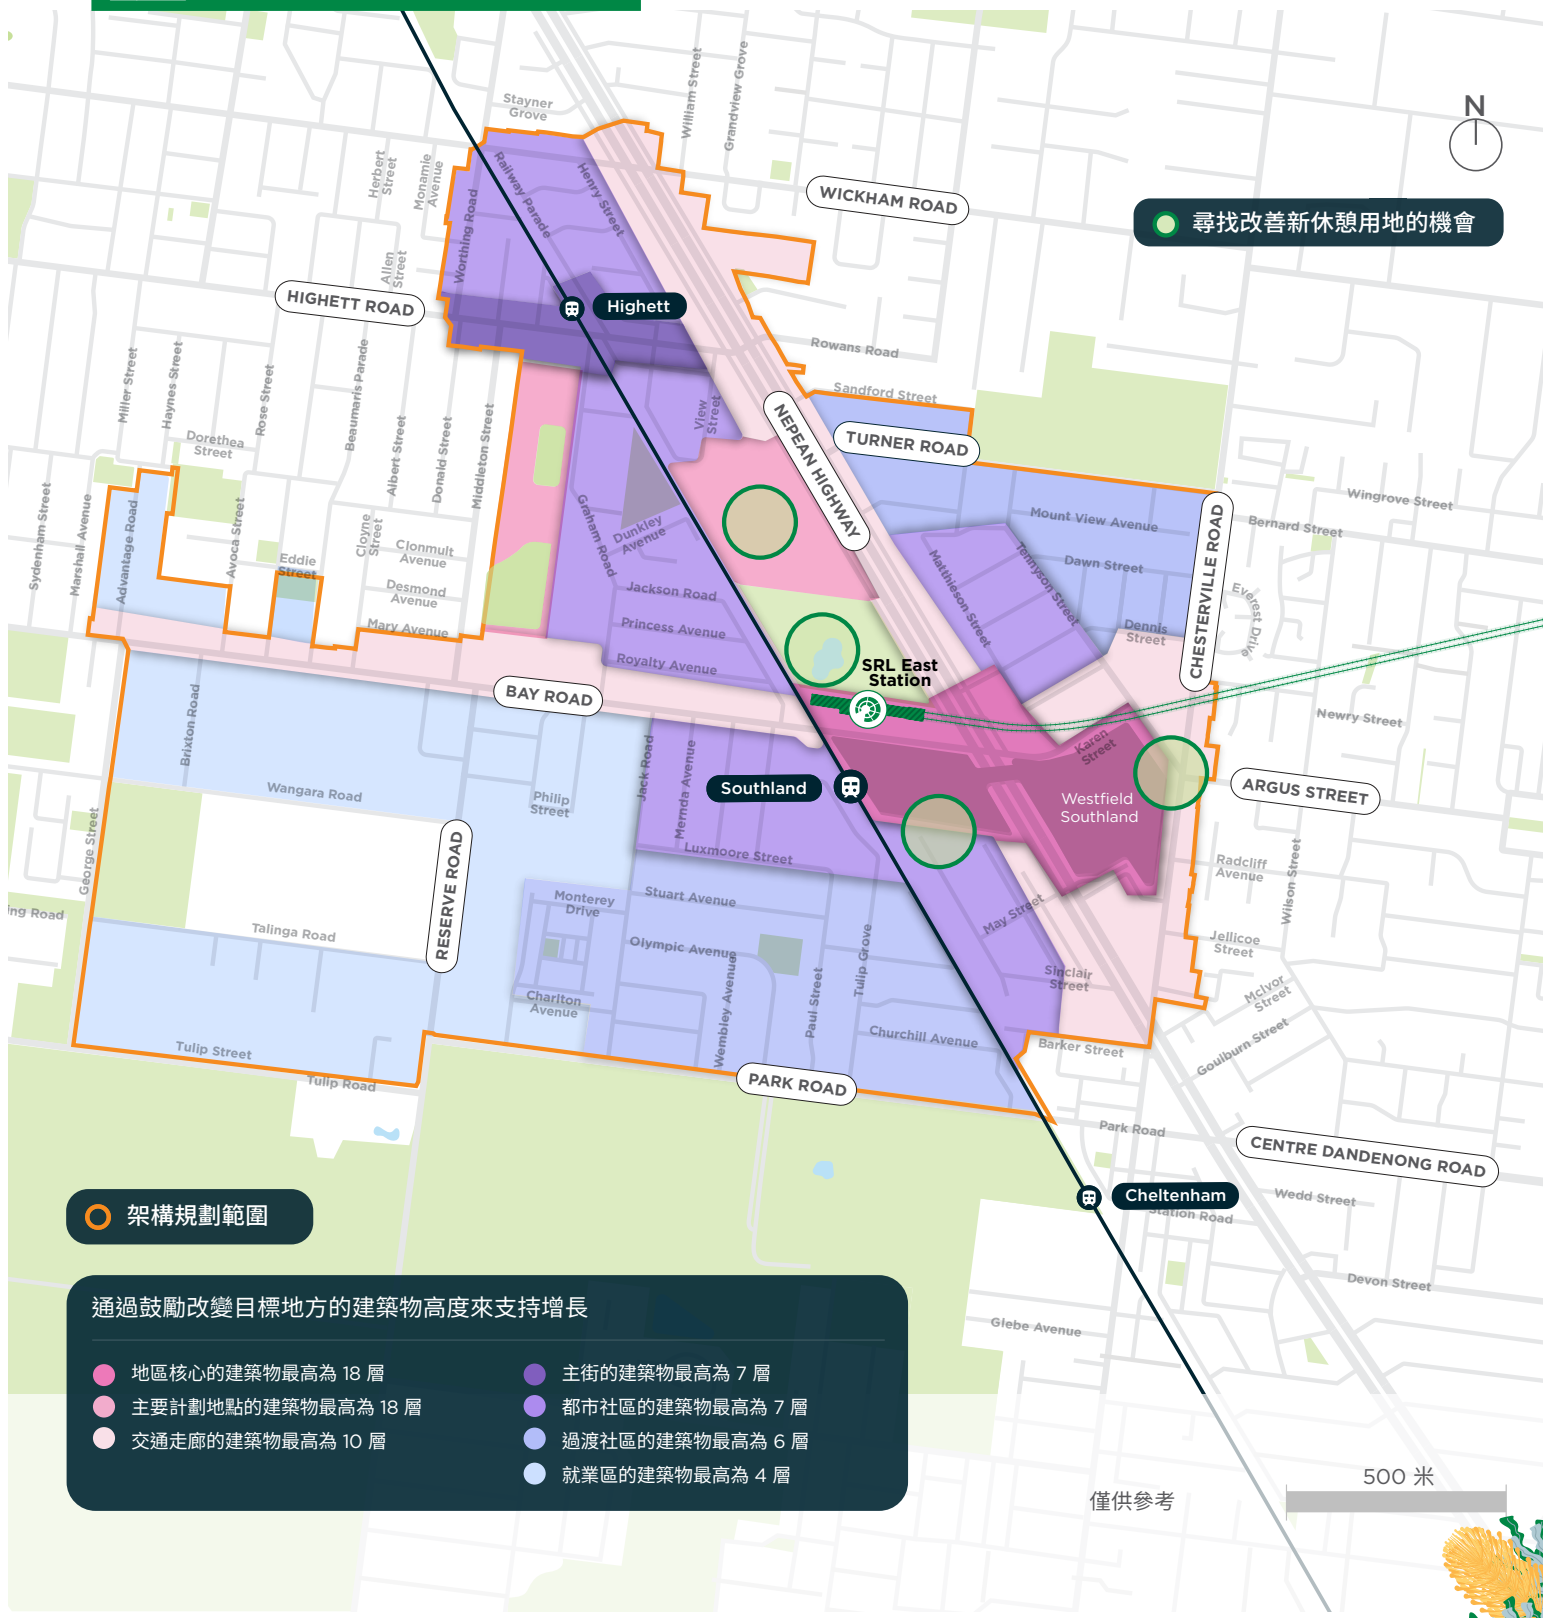 Stayner
Grove
William Street
Grandview Grove
N
WICKHAM ROAD
尋找改善新休憩用地的機會
Herbert
Street
Monamie
Avenue
Railway Parade
Henry Street
Worthing Road
Allen
Street
HIGHETT ROAD
Highett
Rowans Road
Sandford Street
Miller Street
Haynes Street
Rose Street
Beaumaris Parade
Albert Street
Donald Street
Middleton Street
Dorethea
Street
View
Street
NEPEAN HIGHWAY
TURNER ROAD
Wingrove Street
Bernard Street
Mount View Avenue
Dawn Street
CHESTERVILLE ROAD
Sydenham Street
Marshall Avenue
Advantage Road
Avoca Street
Eddie
Street
Cloyne
Street
Clonmult
Avenue
Desmond
Avenue
Mary Avenue
Graham Road
Dunkley
Avenue
Jackson Road
Princess Avenue
Royalty Avenue
Matthieson Street
Tennyson Street
Dennis
Street
Everest Drive
SRL East
Station
BAY ROAD
Brixton Road
Newry Street
Karen
Street
Jack Road
Mernda Avenue
Southland
Westfield
Southland
ARGUS STREET
Wangara Road
Philip
Street
George Street
RESERVE ROAD
Luxmoore Street
Radcliff
Avenue
Wilson Street
Stuart Avenue
Monterey
Drive
May Street
ing Road
Talinga Road
Olympic Avenue
Wembley Avenue
Paul Street
Tulip Grove
Jellicoe
Street
Sinclair
Street
McIvor
Street
Charlton
Avenue
Churchill Avenue
Goulburn Street
Barker Street
Tulip Street
Tulip Road
PARK ROAD
Park Road
CENTRE DANDENONG ROAD
Cheltenham
Wedd Street
Station Road
架構規劃範圍
Devon Street
Glebe Avenue
通過鼓勵改變目標地方的建築物高度來支持增長
地區核心的建築物最高為 18 層
主要計劃地點的建築物最高為 18 層
交通走廊的建築物最高為 10 層
主街的建築物最高為 7 層
都市社區的建築物最高為 7 層
過渡社區的建築物最高為 6 層
就業區的建築物最高為 4 層
僅供參考
500 米